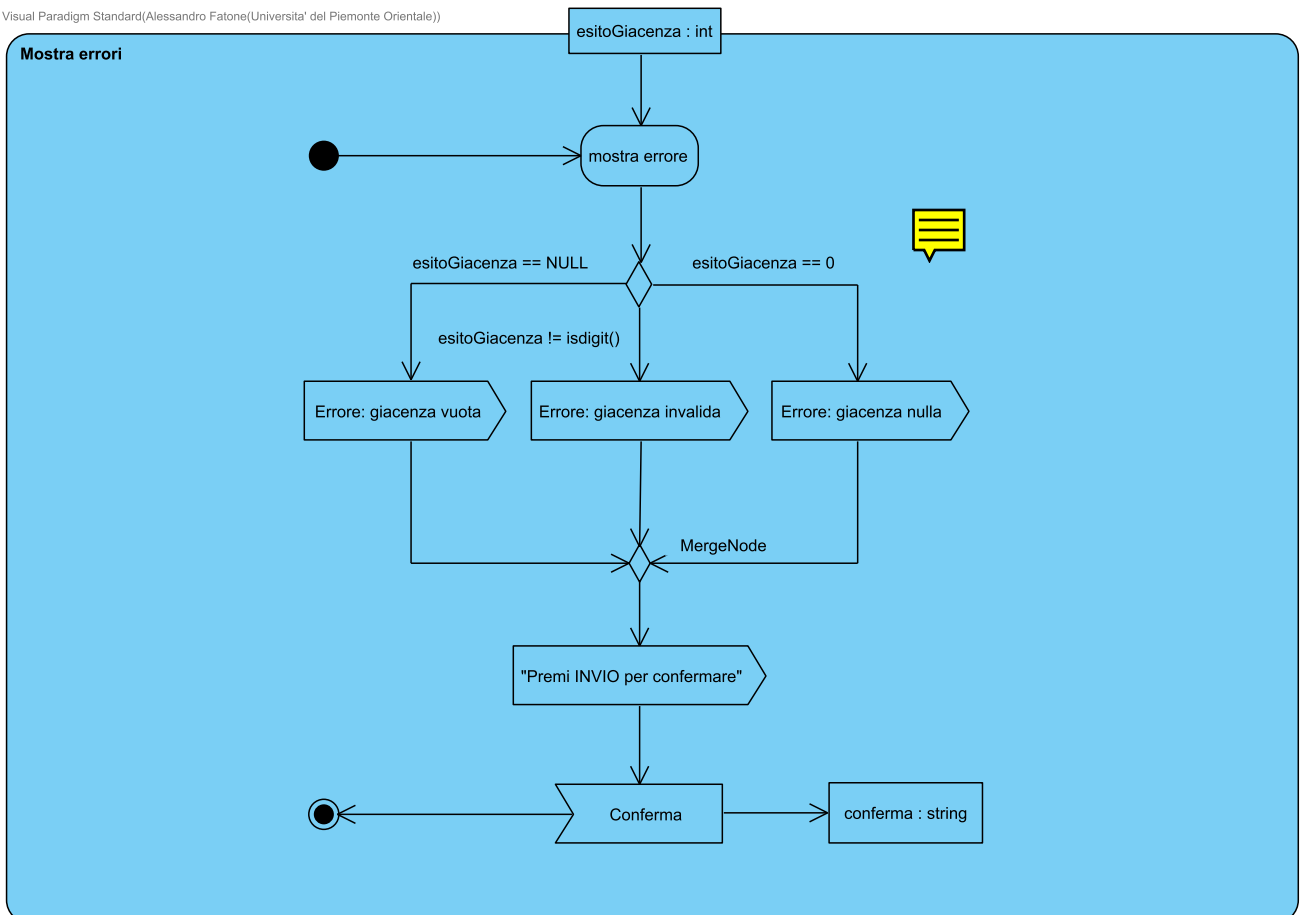 Visual Paradigm Standard(Alessandro Fatone(Universita' del Piemonte Orientale))
esitoGiacenza : int
Mostra errori
mostra errore
esitoGiacenza == NULL
esitoGiacenza == 0
esitoGiacenza != isdigit()
Errore: giacenza vuota
Errore: giacenza invalida
Errore: giacenza nulla
MergeNode
"Premi INVIO per confermare"
Conferma
conferma : string